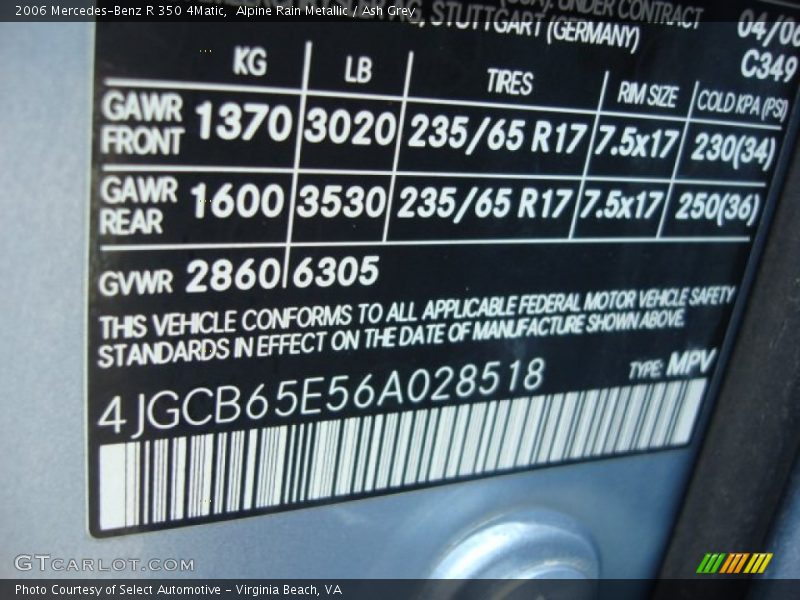 2006 Mercedes-Benz R 350 4Matic,  Alpine Rain Metallic / Ash Grey
UNDER CONTRACT
STUTTGART (GERMANY)
04/06
C349
KG LB TIRES RIM SIZE COLD KPA (PSI)
GAWR FRONT 1370 3020 235/65 R17 7.5x17 230(34)
GAWR REAR 1600 3530 235/65 R17 7.5x17 250(36)
GVWR 2860 6305
THIS VEHICLE CONFORMS TO ALL APPLICABLE FEDERAL MOTOR VEHICLE SAFETY
STANDARDS IN EFFECT ON THE DATE OF MANUFACTURE SHOWN ABOVE.
TYPE: MPV
4JGCB65E56A028518
GTCARLOT.COM
Photo Courtesy of Select Automotive - Virginia Beach, VA